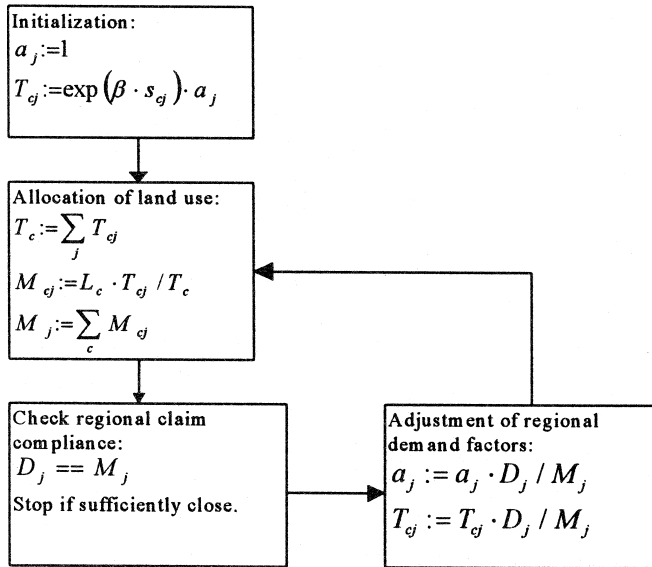 Initialization:
a_j:=1
T_cj:=exp(β · s_cj)· a_j
Allocation of land use:
T_c:=∑_j T_cj
M_cj:=L_c · T_cj / T_c
M_j:=∑_c M_cj
Check regional claim
compliance:
D_j == M_j
Stop if sufficiently close.
Adjustment of regional
demand factors:
a_j := a_j · D_j / M_j
T_cj := T_cj · D_j / M_j